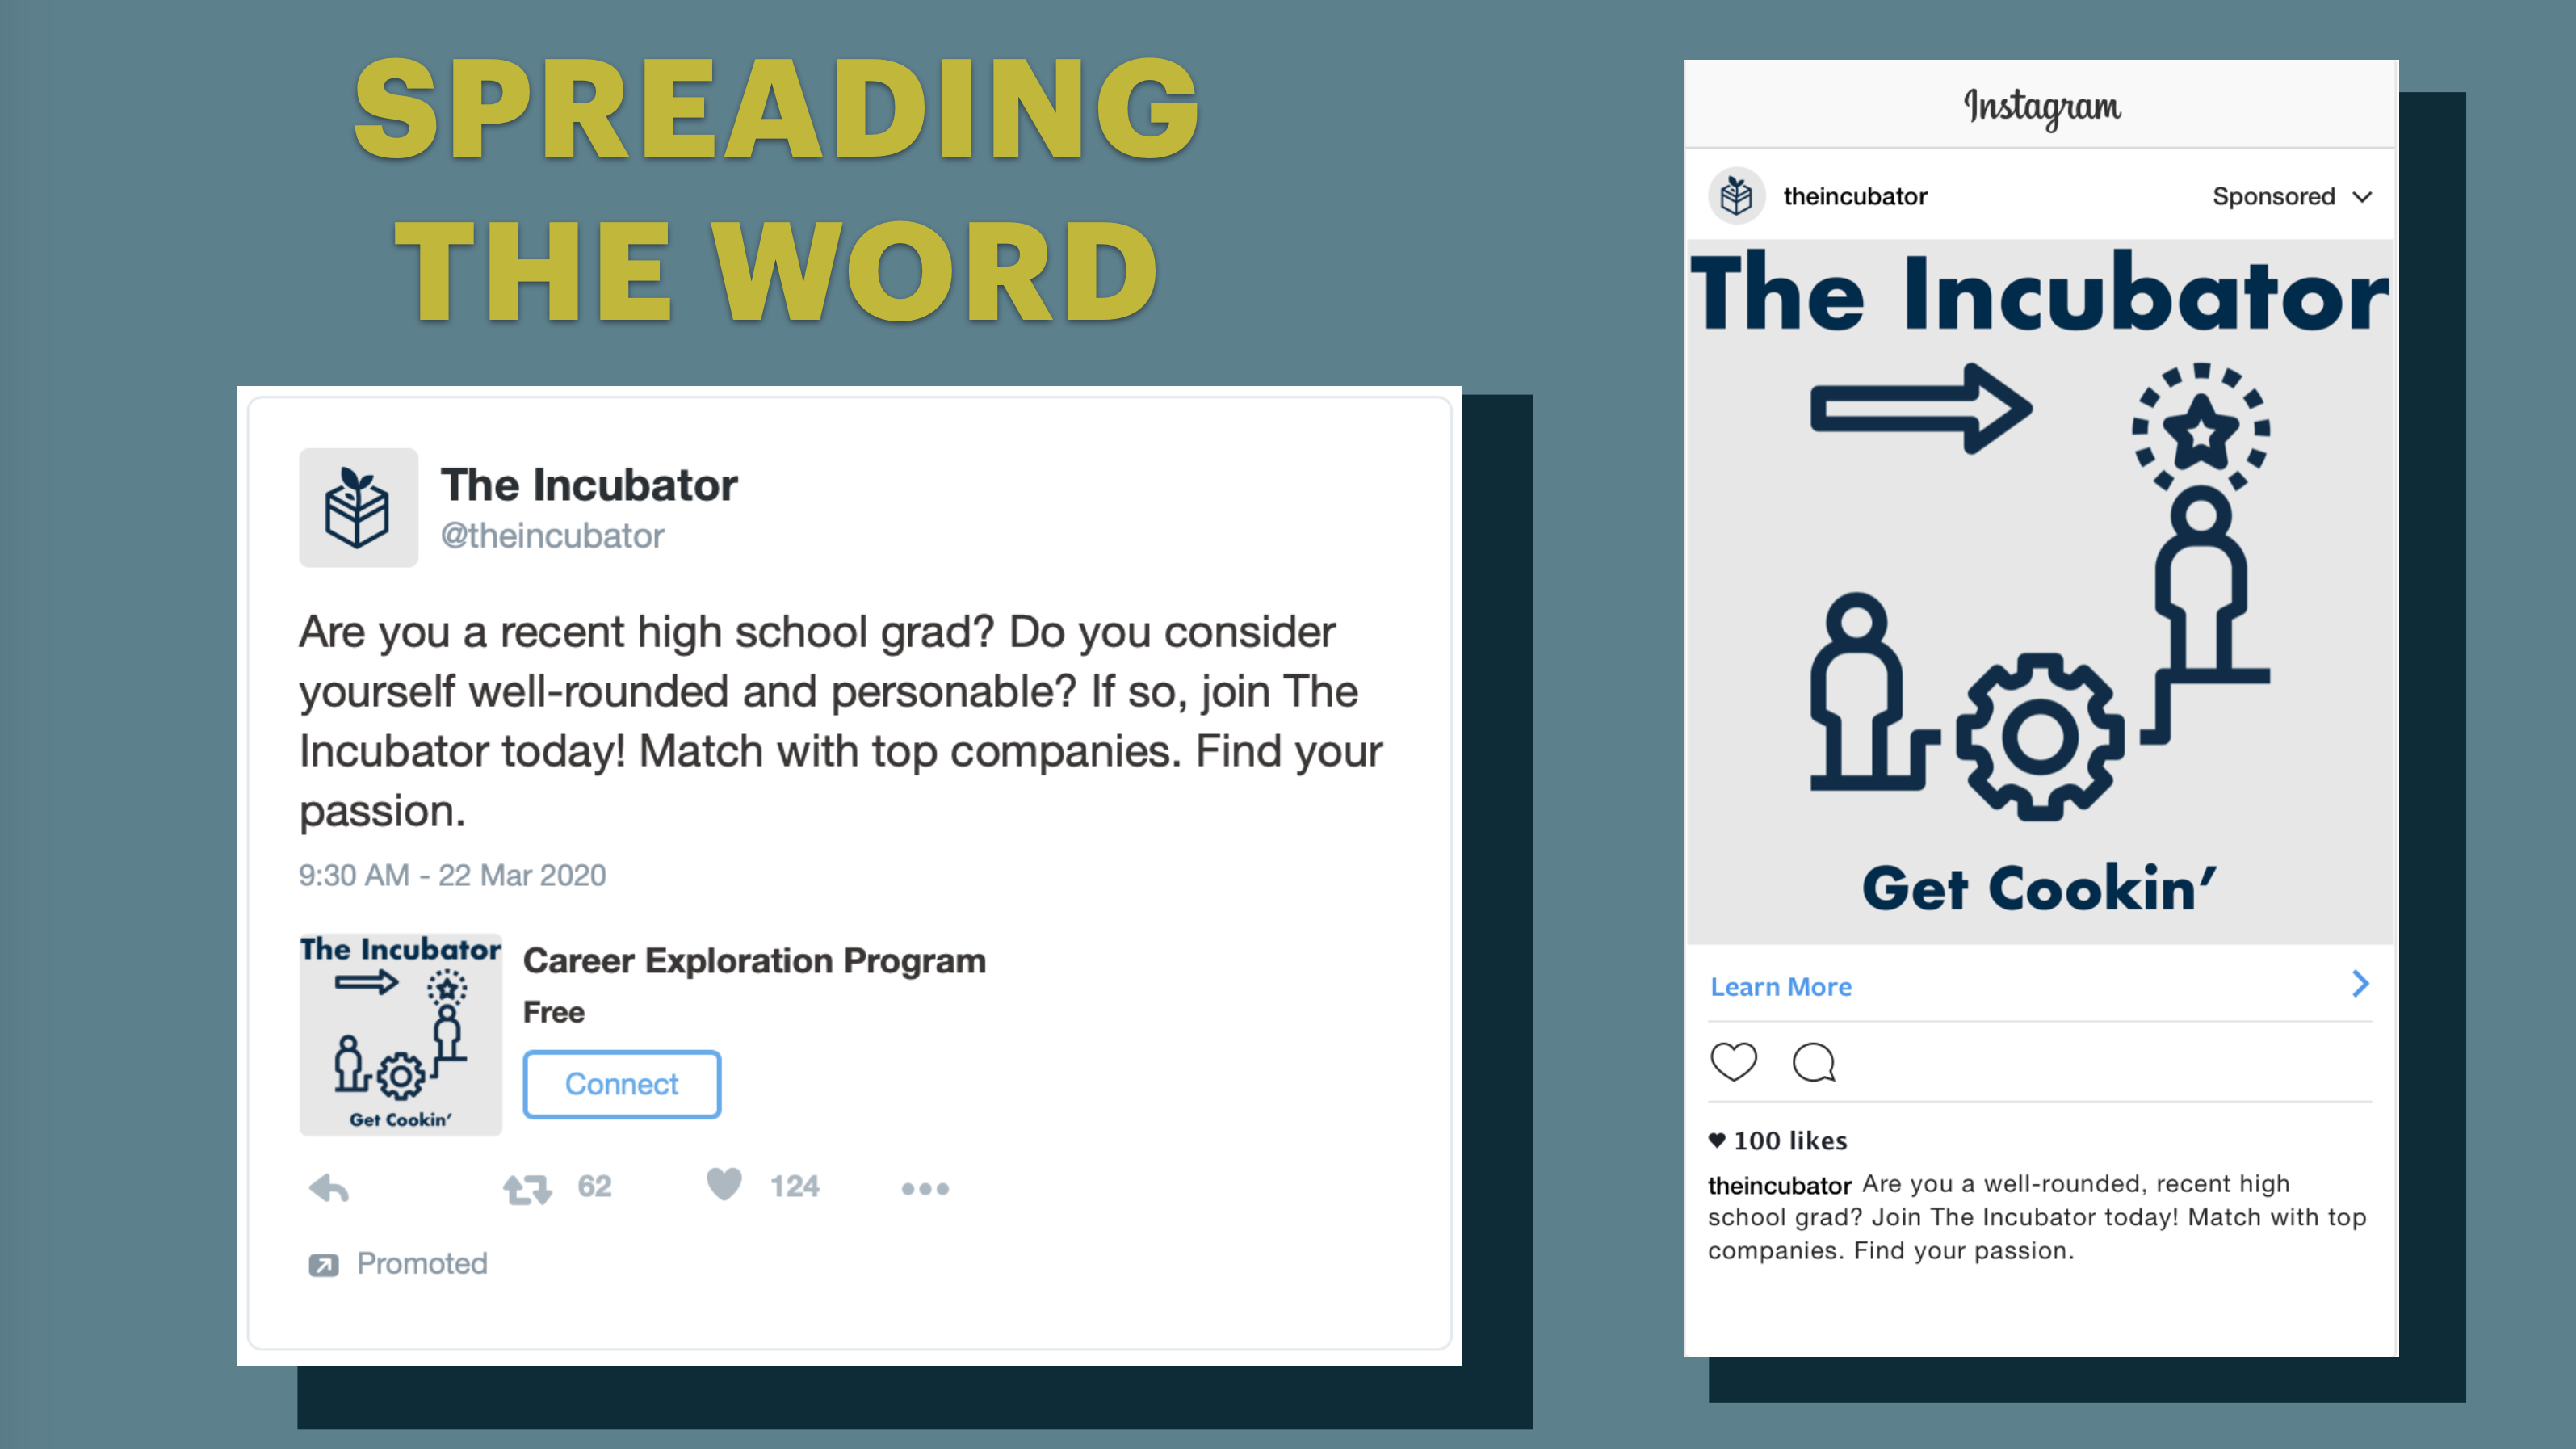 SPREADING
THE WORD
The Incubator
@theincubator
Are you a recent high school grad? Do you consider
yourself well-rounded and personable? If so, join The
Incubator today! Match with top companies. Find your
passion.
9:30 AM - 22 Mar 2020
The Incubator
Get Cookin’
Career Exploration Program
Free
Connect
62
124
Promoted
Instagram
theincubator
Sponsored
The Incubator
Get Cookin’
Learn More
100 likes
theincubator Are you a well-rounded, recent high
school grad? Join The Incubator today! Match with top
companies. Find your passion.